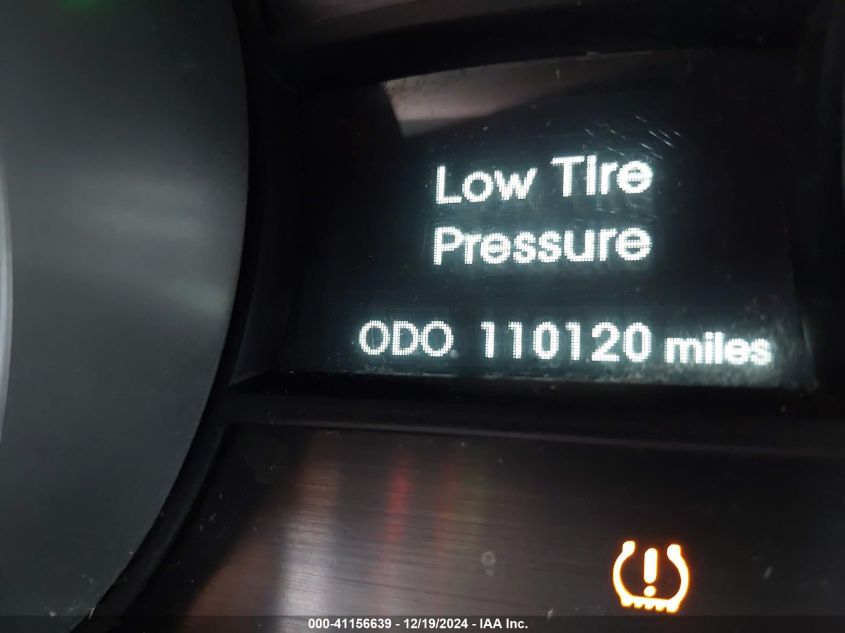 Low Tire
Pressure
ODO 110120 miles
000-41156639 - 12/19/2024 - IAA Inc.